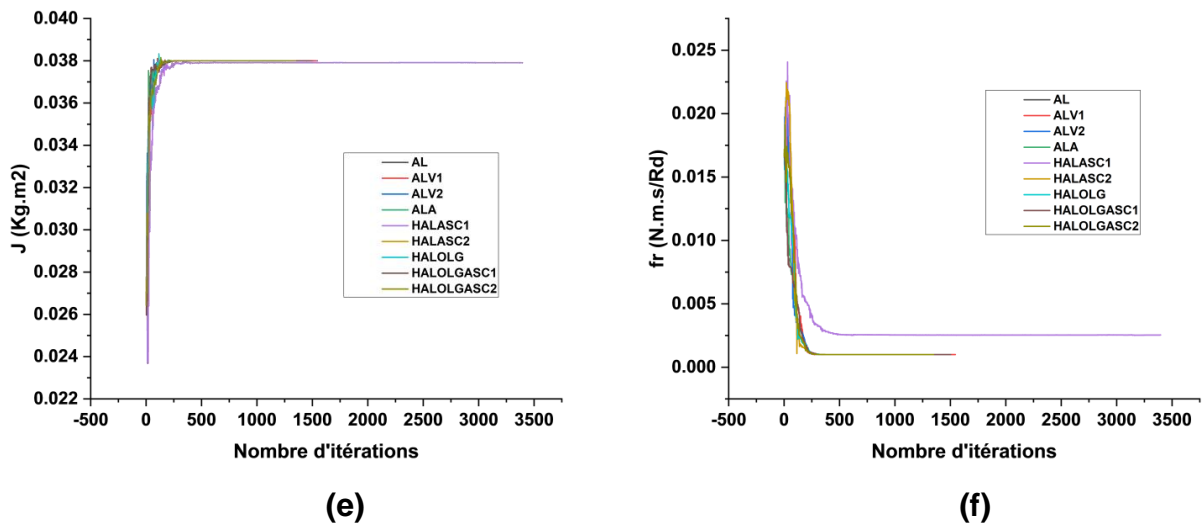 0.040
0.038
0.036
0.034
0.032
0.030
0.028
0.026
0.024
0.022
J (Kg.m2)
AL
ALV1
ALV2
ALA
HALASC1
HALASC2
HALOLG
HALOLGASC1
HALOLGASC2
-500 0 500 1000 1500 2000 2500 3000 3500
Nombre d'itérations
(e)
0.025
0.020
0.015
0.010
0.005
0.000
fr (N.m.s/Rd)
AL
ALV1
ALV2
ALA
HALASC1
HALASC2
HALOLG
HALOLGASC1
HALOLGASC2
-500 0 500 1000 1500 2000 2500 3000 3500
Nombre d'itérations
(f)